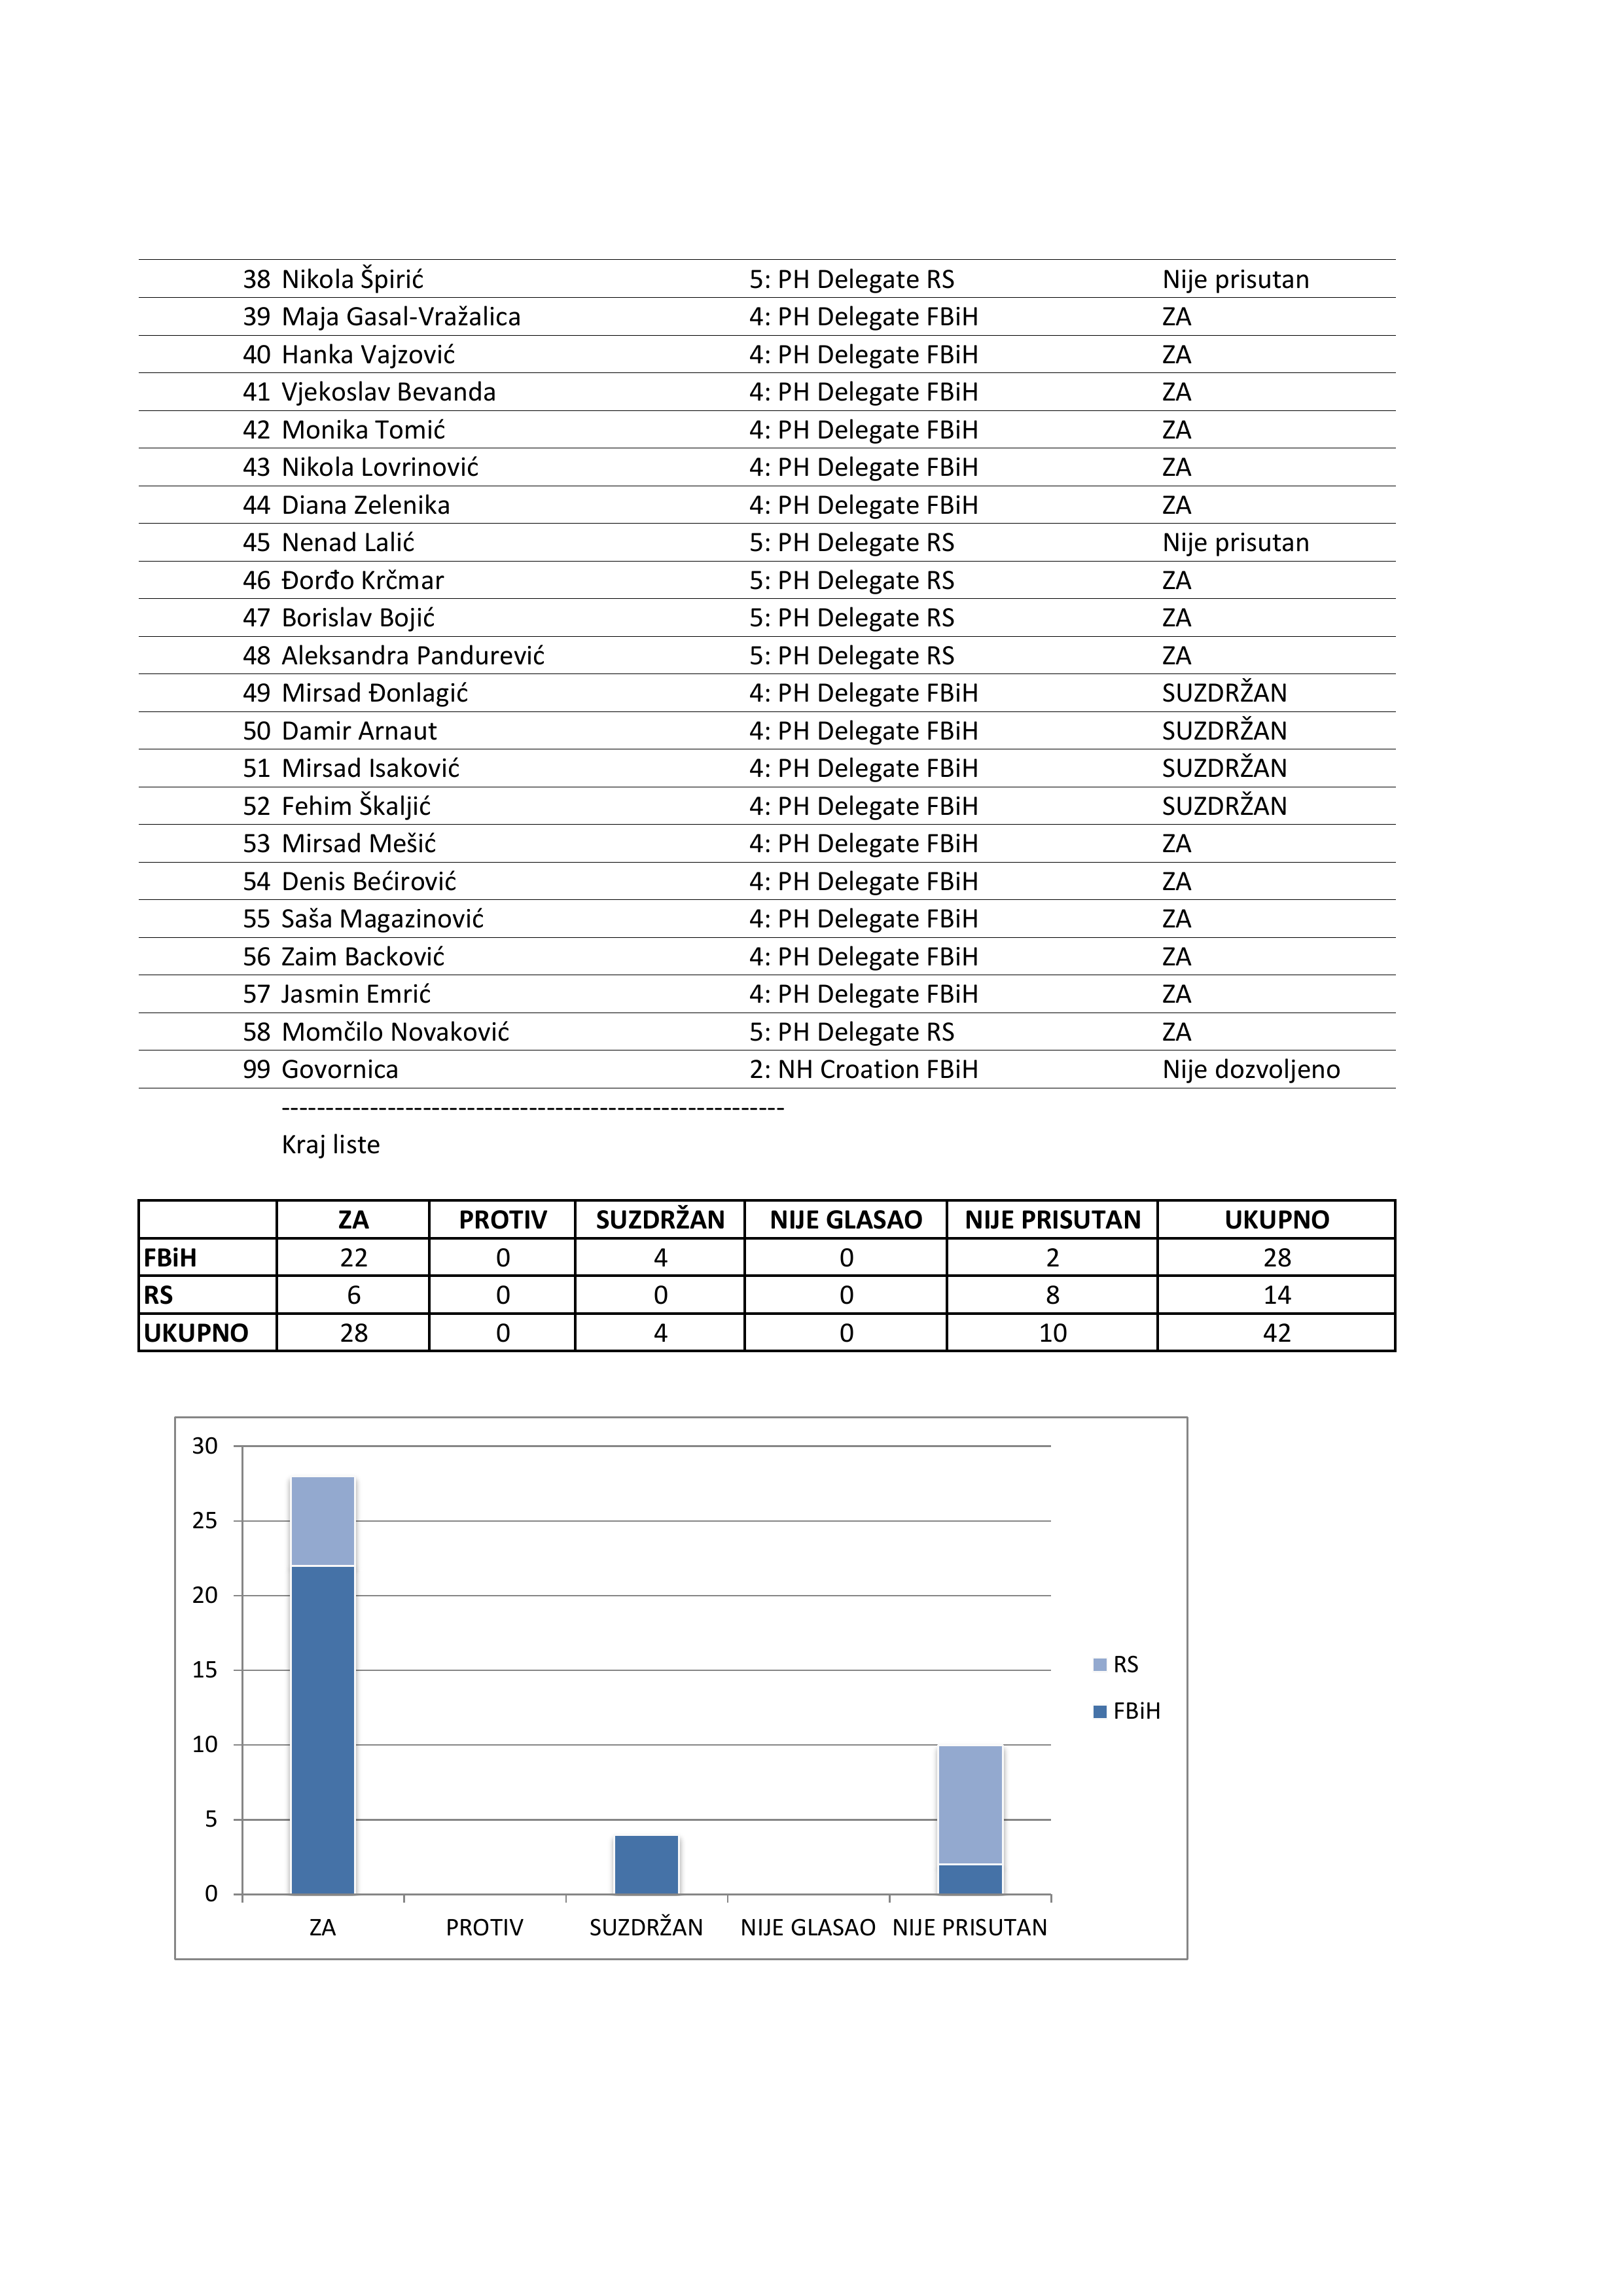 38 Nikola Špirić 5: PH Delegate RS Nije prisutan
39 Maja Gasal-Vražalica 4: PH Delegate FBiH ZA
40 Hanka Vajzović 4: PH Delegate FBiH ZA
41 Vjekoslav Bevanda 4: PH Delegate FBiH ZA
42 Monika Tomić 4: PH Delegate FBiH ZA
43 Nikola Lovrinović 4: PH Delegate FBiH ZA
44 Diana Zelenika 4: PH Delegate FBiH ZA
45 Nenad Lalić 5: PH Delegate RS Nije prisutan
46 Đorđo Krčmar 5: PH Delegate RS ZA
47 Borislav Bojić 5: PH Delegate RS ZA
48 Aleksandra Pandurević 5: PH Delegate RS ZA
49 Mirsad Đonlagić 4: PH Delegate FBiH SUZDRŽAN
50 Damir Arnaut 4: PH Delegate FBiH SUZDRŽAN
51 Mirsad Isaković 4: PH Delegate FBiH SUZDRŽAN
52 Fehim Škaljić 4: PH Delegate FBiH SUZDRŽAN
53 Mirsad Mešić 4: PH Delegate FBiH ZA
54 Denis Bećirović 4: PH Delegate FBiH ZA
55 Saša Magazinović 4: PH Delegate FBiH ZA
56 Zaim Backović 4: PH Delegate FBiH ZA
57 Jasmin Emrić 4: PH Delegate FBiH ZA
58 Momčilo Novaković 5: PH Delegate RS ZA
99 Govornica 2: NH Croation FBiH Nije dozvoljeno
---------------------------------------------------------
Kraj liste
ZA PROTIV SUZDRŽAN NIJE GLASAO NIJE PRISUTAN UKUPNO
FBiH 22 0 4 0 2 28
RS 6 0 0 0 8 14
UKUPNO 28 0 4 0 10 42
30
25
20
15
10
5
0
ZA PROTIV SUZDRŽAN NIJE GLASAO NIJE PRISUTAN
RS
FBiH